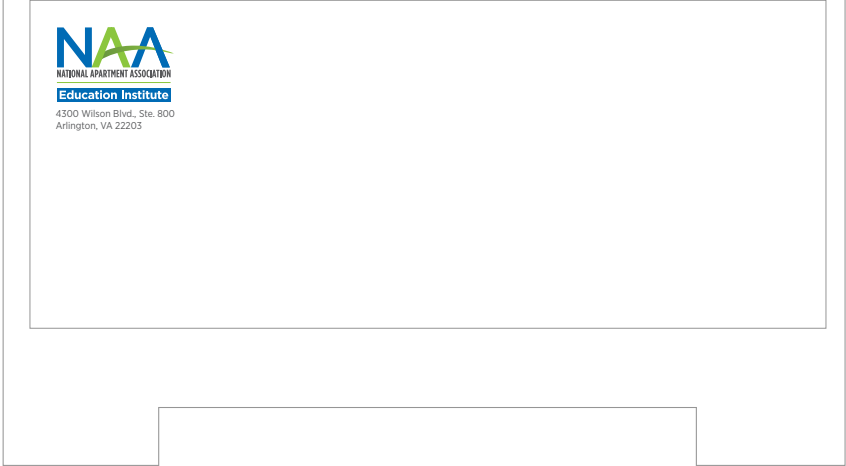 NAA
NATIONAL APARTMENT ASSOCIATION
Education Institute
4300 Wilson Blvd., Ste. 800
Arlington, VA 22203